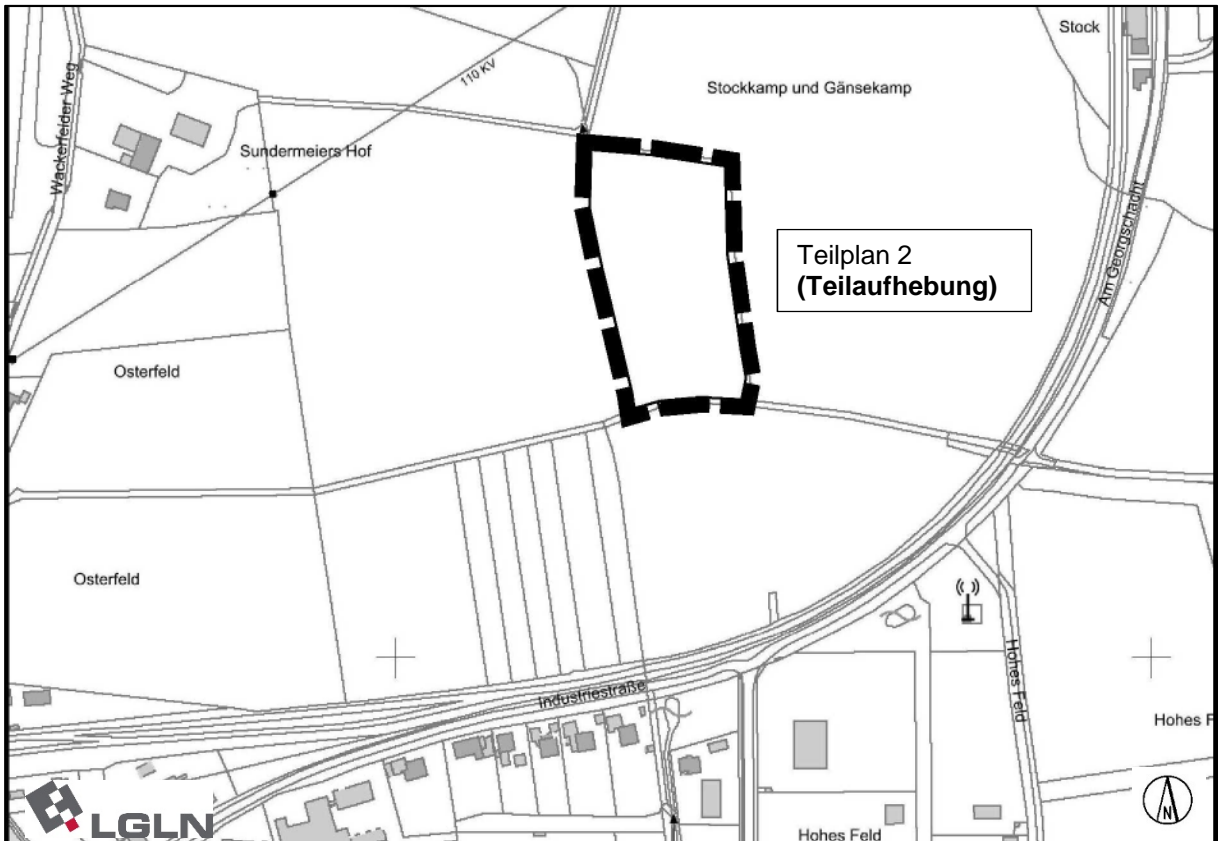 Stock
Wackerfelder Weg
110 KV
Stockkamp und Gänsekamp
Sundermeiers Hof
Am Georgschacht
Teilplan 2
(Teilaufhebung)
Osterfeld
Osterfeld
Industriestraße
Hohes Feld
Hohes F
LGLN
Hohes Feld
N